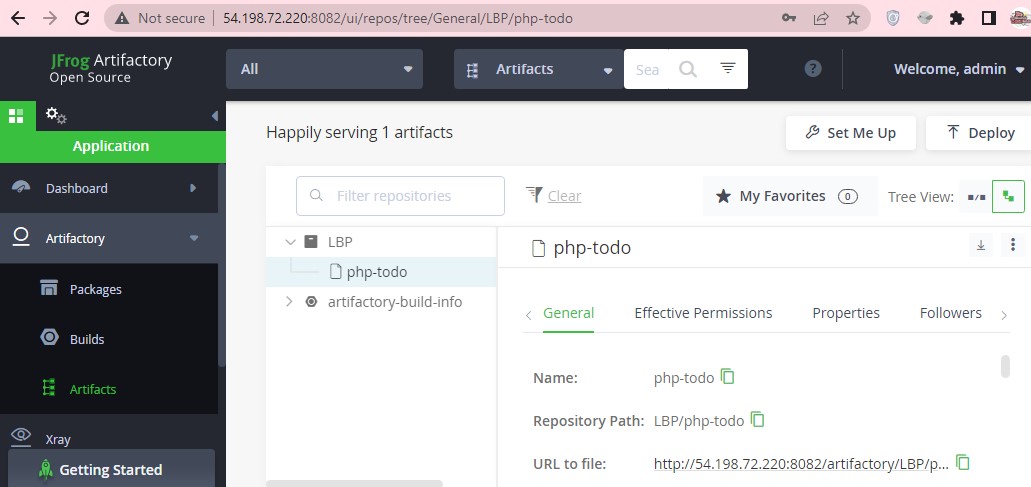 Not secure | 54.198.72.220:8082/ui/repos/tree/General/LBP/php-todo
JFrog Artifactory
Open Source
All
Artifacts
Sea
?
Welcome, admin
Application
Happily serving 1 artifacts
Set Me Up
Deploy
Dashboard
Filter repositories
Clear
My Favorites 0
Tree View:
Artifactory
LBP
php-todo
php-todo
artifactory-build-info
Packages
Builds
Artifacts
General
Effective Permissions
Properties
Followers
Name: php-todo
Repository Path: LBP/php-todo
URL to file: http://54.198.72.220:8082/artifactory/LBP/p...
Xray
Getting Started